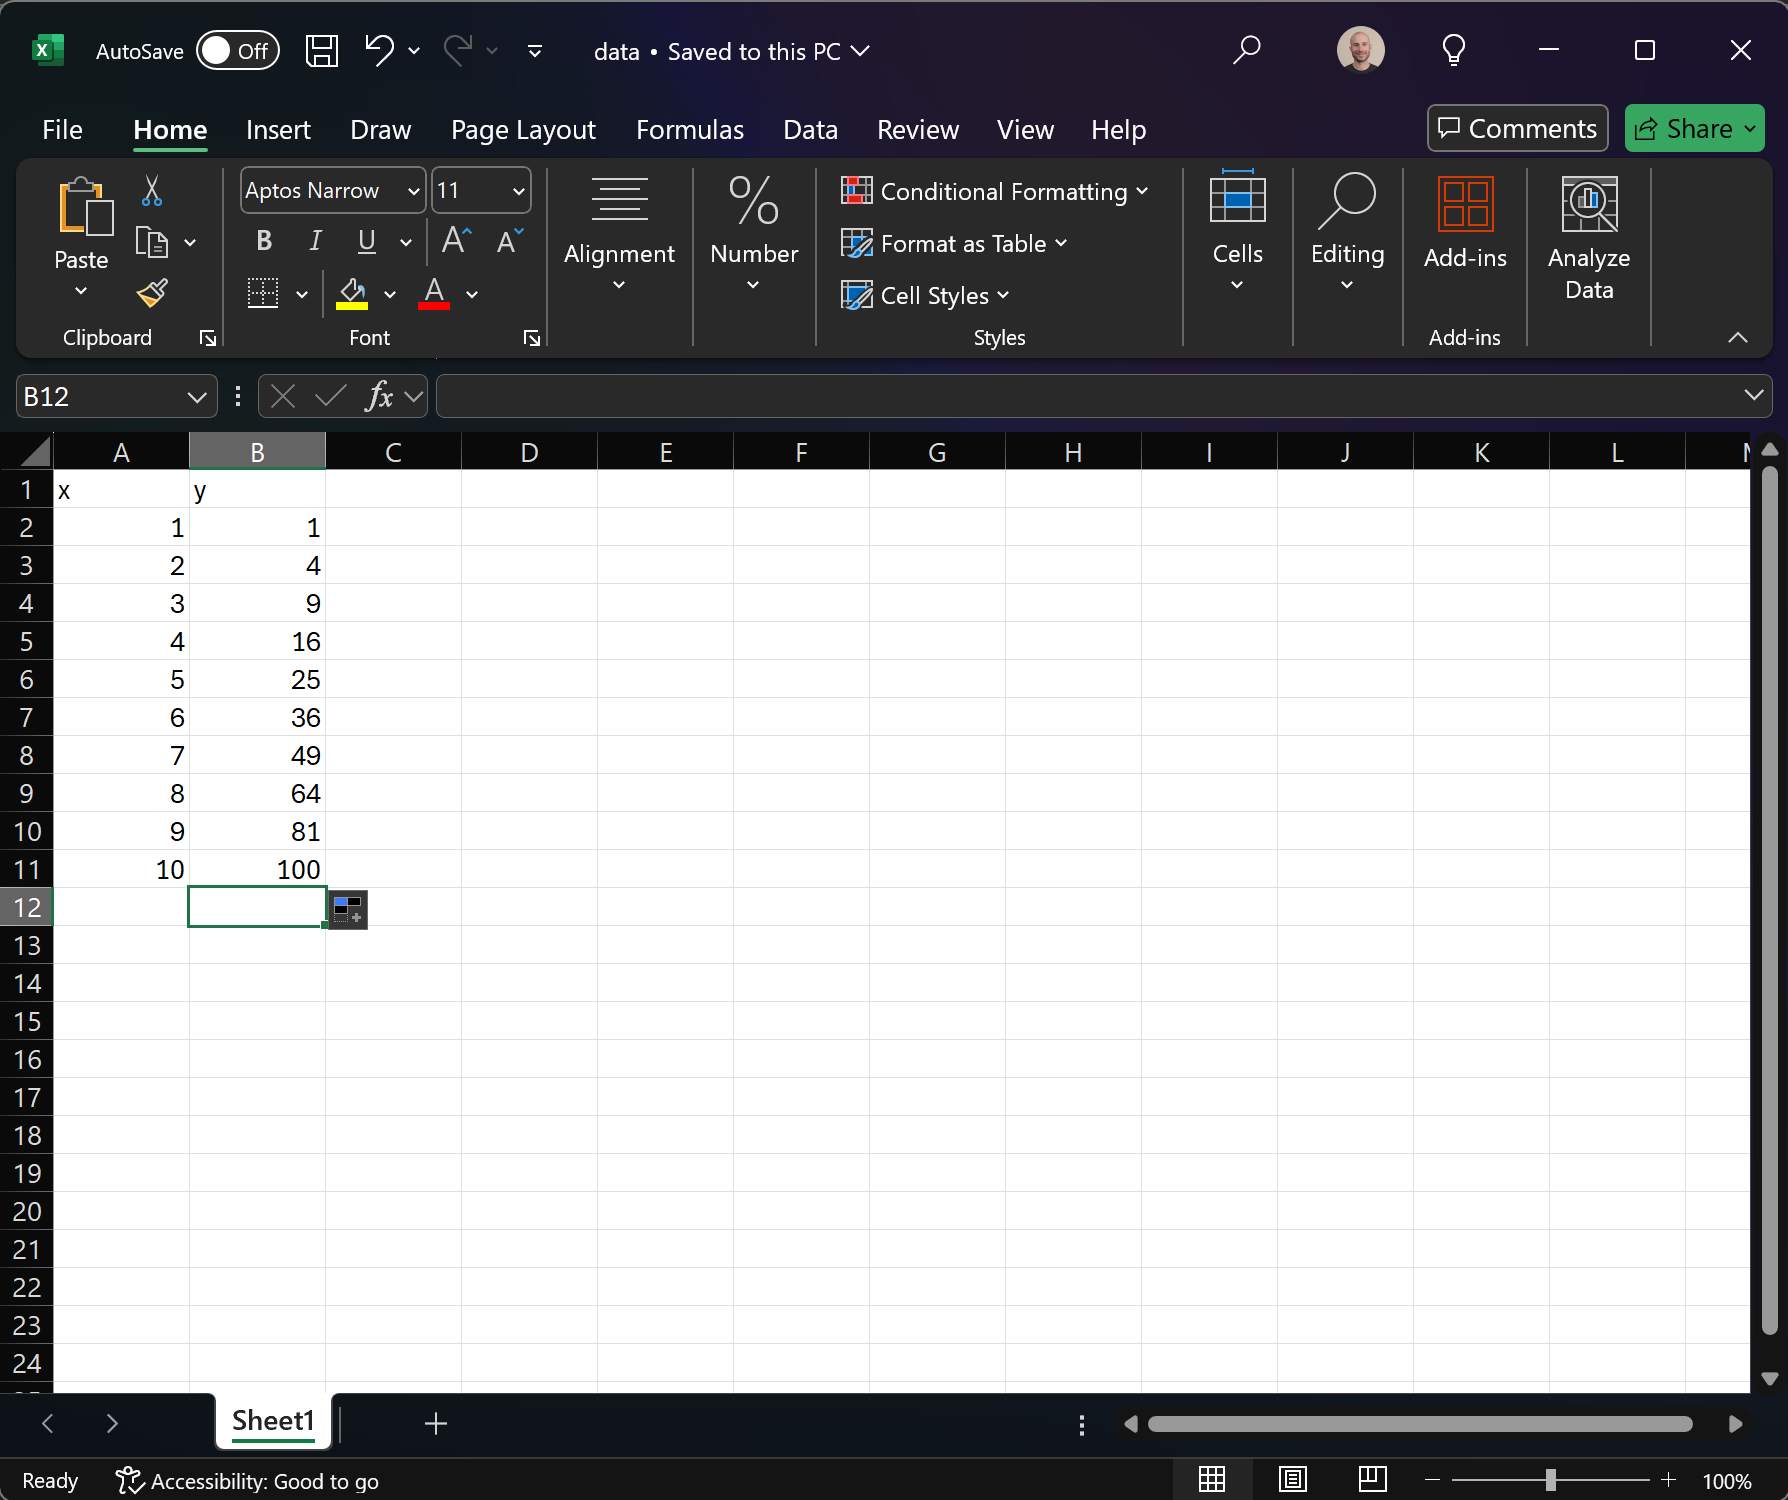 AutoSave Off data • Saved to this PC
File Home Insert Draw Page Layout Formulas Data Review View Help Comments Share
Paste
Clipboard
Aptos Narrow 11
B I U A A
A
Font
Alignment
Number
Conditional Formatting
Format as Table
Cell Styles
Styles
Cells
Editing
Add-ins
Add-ins
Analyze
Data
B12 fx
A B C D E F G H I J K L
1 x y
2 1 1
3 2 4
4 3 9
5 4 16
6 5 25
7 6 36
8 7 49
9 8 64
10 9 81
11 10 100
12
13
14
15
16
17
18
19
20
21
22
23
24
Sheet1
Ready Accessibility: Good to go 100%